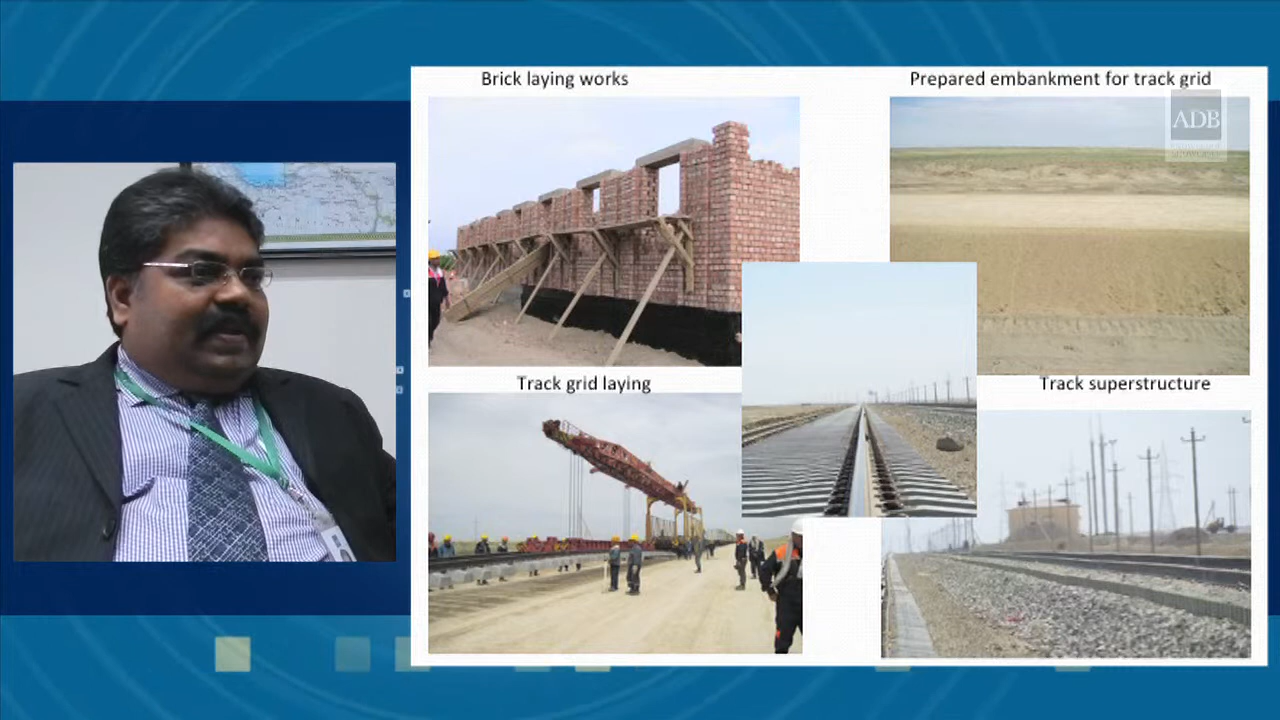 Brick laying works
Prepared embankment for track grid
ADB
Track grid laying
Track superstructure